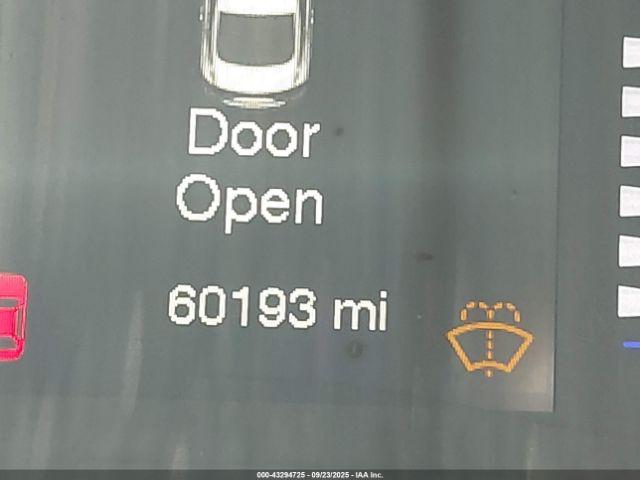 Door
Open
60193 mi
000-43294725 - 09/23/2025 - IAA Inc.